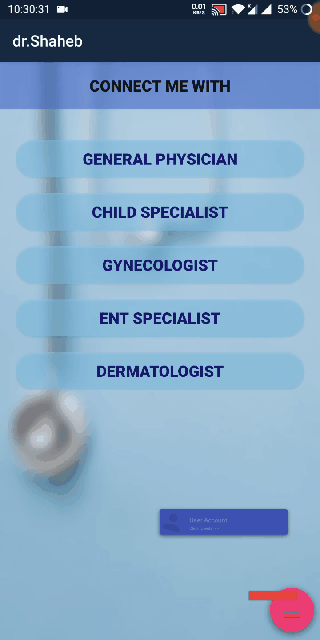 10:30:31
0.01
KB/S
53%
dr.Shaheb
CONNECT ME WITH
GENERAL PHYSICIAN
CHILD SPECIALIST
GYNECOLOGIST
ENT SPECIALIST
DERMATOLOGIST
User Account